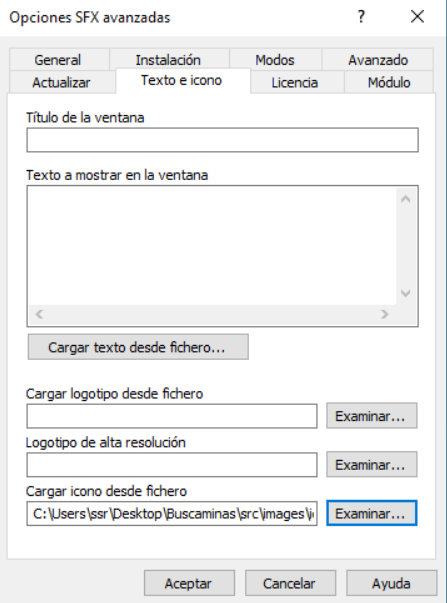 Opciones SFX avanzadas
?
General Instalación Modos Avanzado
Actualizar Texto e icono Licencia Módulo
Título de la ventana
Texto a mostrar en la ventana
Cargar texto desde fichero...
Cargar logotipo desde fichero
Examinar...
Logotipo de alta resolución
Examinar...
Cargar icono desde fichero
C:\Users\ssr\Desktop\Buscaminas\src\images\ Examinar...
Aceptar Cancelar Ayuda